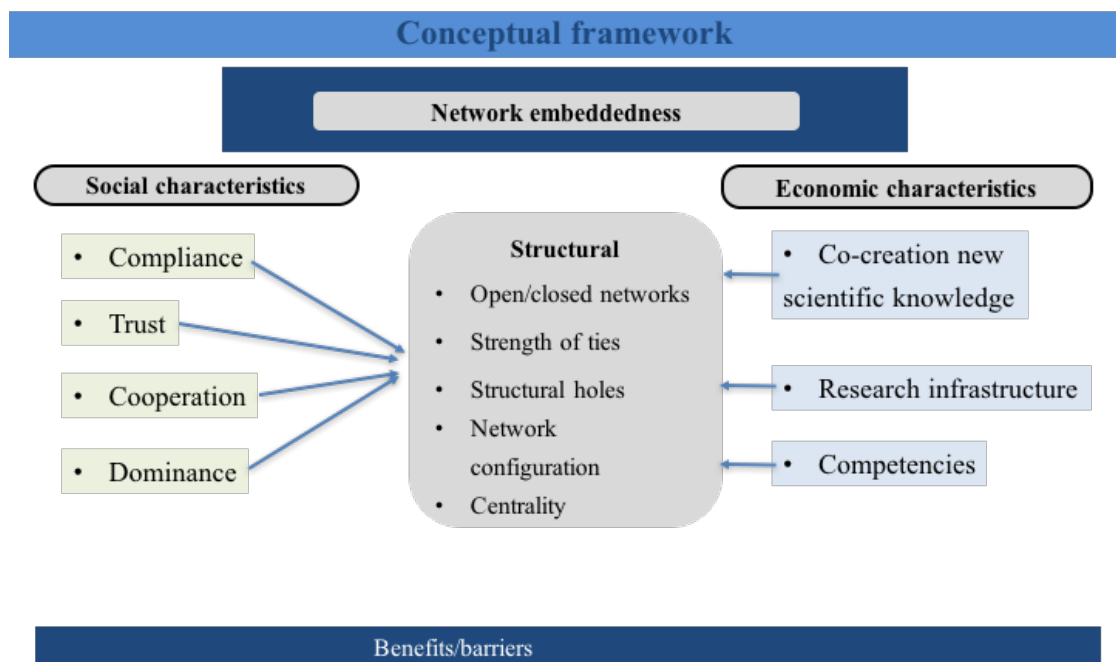 Conceptual framework
Network embeddedness
Social characteristics
• Compliance
• Trust
• Cooperation
• Dominance
Structural
• Open/closed networks
• Strength of ties
• Structural holes
• Network
configuration
• Centrality
Economic characteristics
• Co-creation new
scientific knowledge
• Research infrastructure
• Competencies
Benefits/barriers